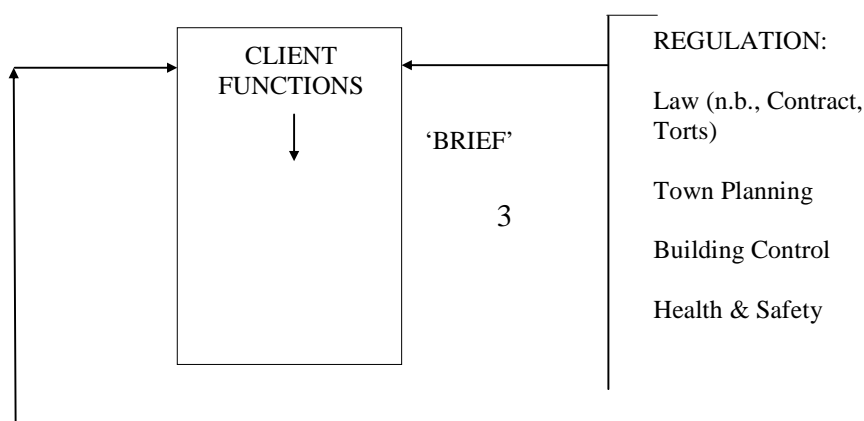 CLIENT
FUNCTIONS
‘BRIEF’
3
REGULATION:
Law (n.b., Contract,
Torts)
Town Planning
Building Control
Health & Safety